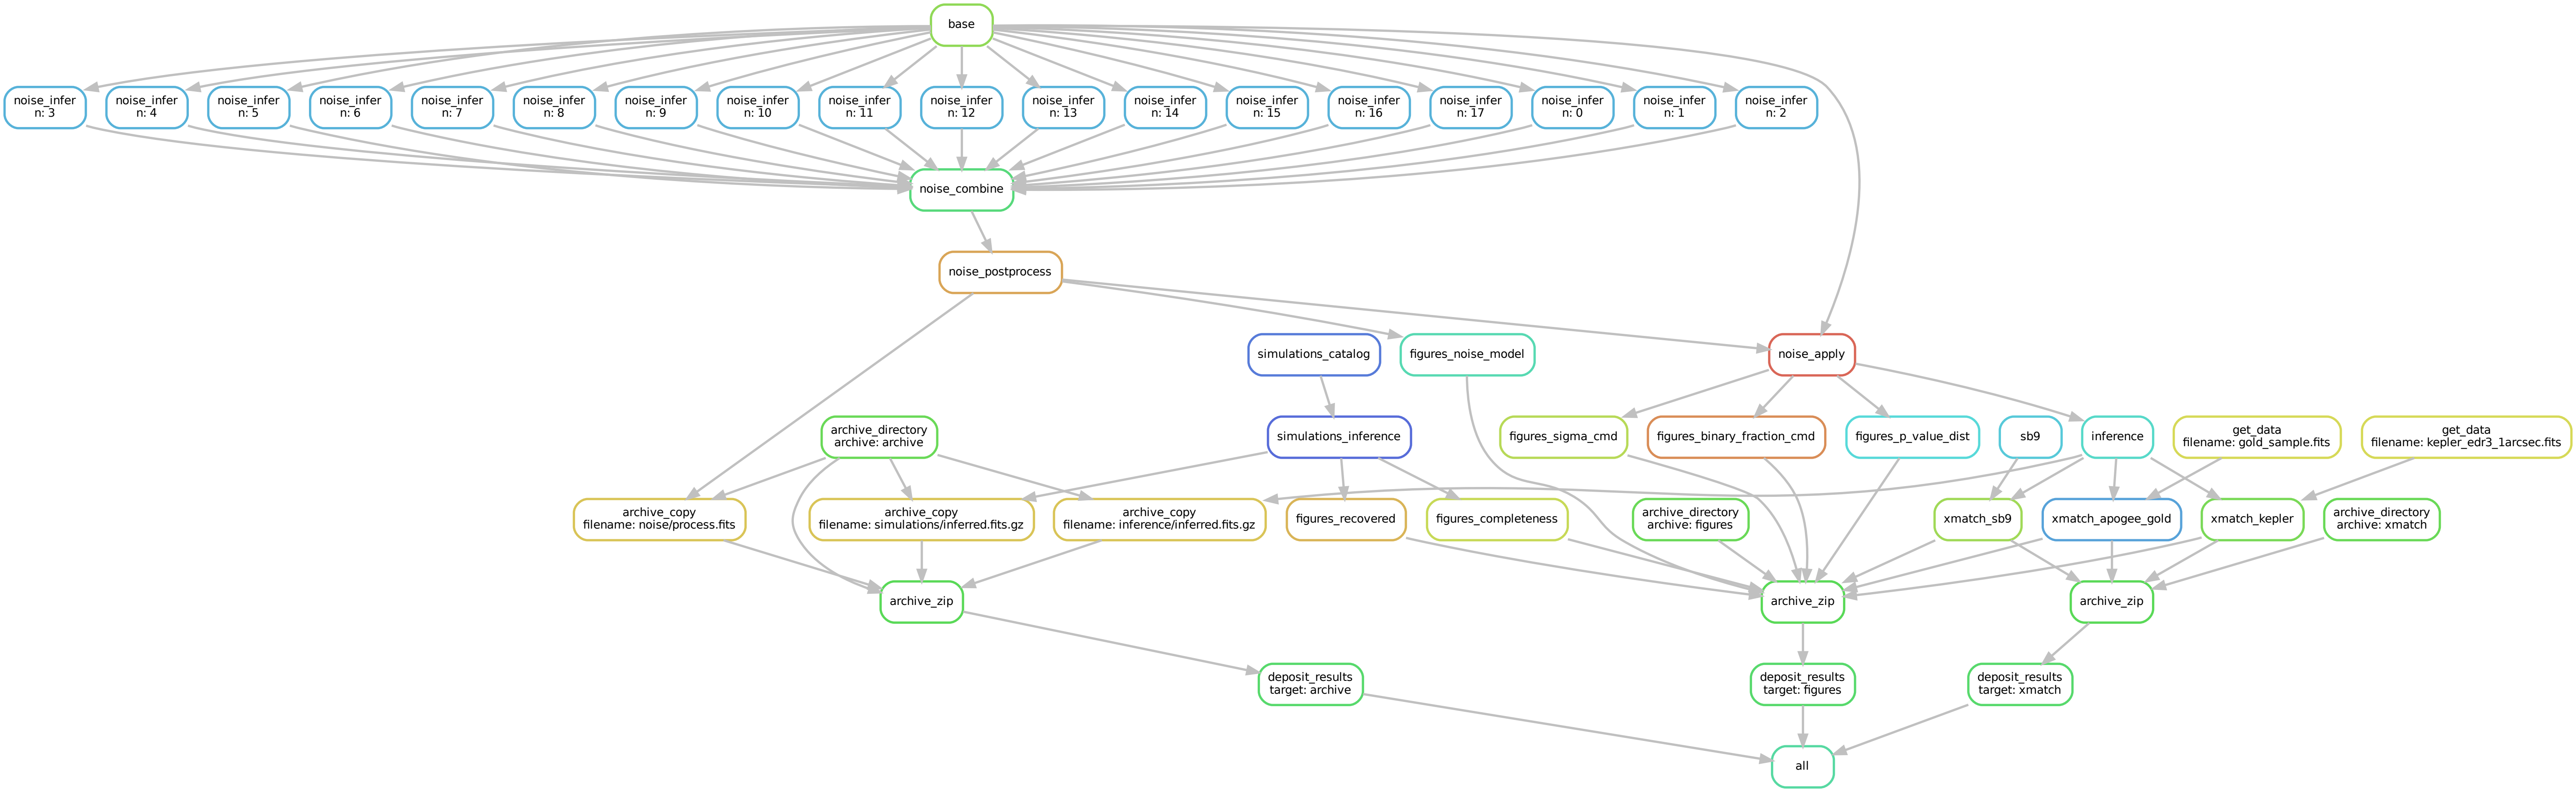 base
noise_infer
n: 3
noise_infer
n: 4
noise_infer
n: 5
noise_infer
n: 6
noise_infer
n: 7
noise_infer
n: 8
noise_infer
n: 9
noise_infer
n: 10
noise_infer
n: 11
noise_infer
n: 12
noise_infer
n: 13
noise_infer
n: 14
noise_infer
n: 15
noise_infer
n: 16
noise_infer
n: 17
noise_infer
n: 0
noise_infer
n: 1
noise_infer
n: 2
noise_combine
noise_postprocess
simulations_catalog
figures_noise_model
noise_apply
archive_directory
archive: archive
simulations_inference
figures_sigma_cmd
figures_binary_fraction_cmd
figures_p_value_dist
sb9
inference
get_data
filename: gold_sample.fits
get_data
filename: kepler_edr3_1arcsec.fits
archive_copy
filename: noise/process.fits
archive_copy
filename: simulations/inferred.fits.gz
archive_copy
filename: inference/inferred.fits.gz
figures_recovered
figures_completeness
archive_directory
archive: figures
xmatch_sb9
xmatch_apogee_gold
xmatch_kepler
archive_directory
archive: xmatch
archive_zip
archive_zip
archive_zip
deposit_results
target: archive
deposit_results
target: figures
deposit_results
target: xmatch
all